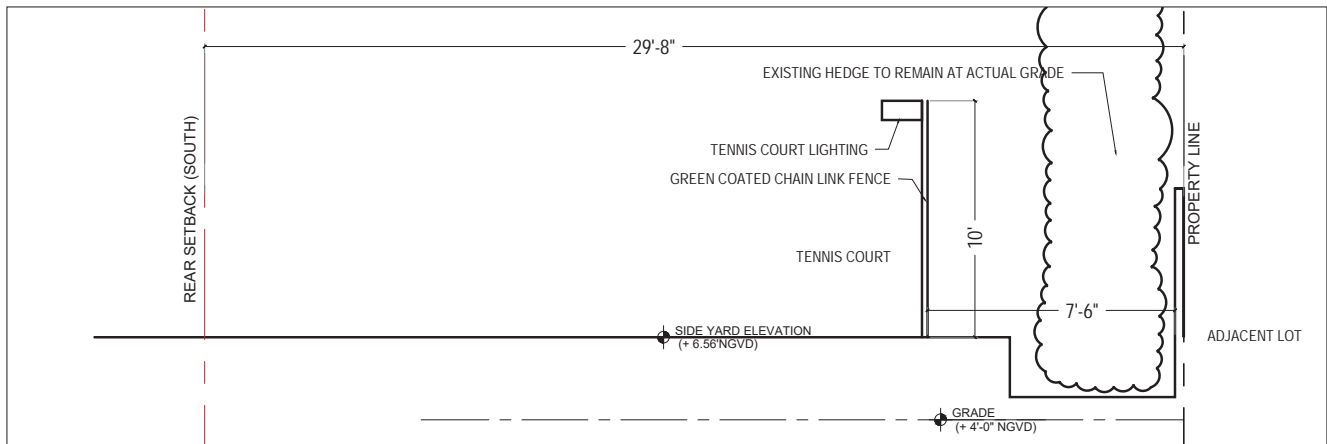 29'-8"
EXISTING HEDGE TO REMAIN AT ACTUAL GRADE
REAR SETBACK (SOUTH)
TENNIS COURT LIGHTING
PROPERTY LINE
GREEN COATED CHAIN LINK FENCE
10'
TENNIS COURT
7'-6"
SIDE YARD ELEVATION
(+ 6.56'NGVD)
ADJACENT LOT
GRADE
(+ 4'-0" NGVD)